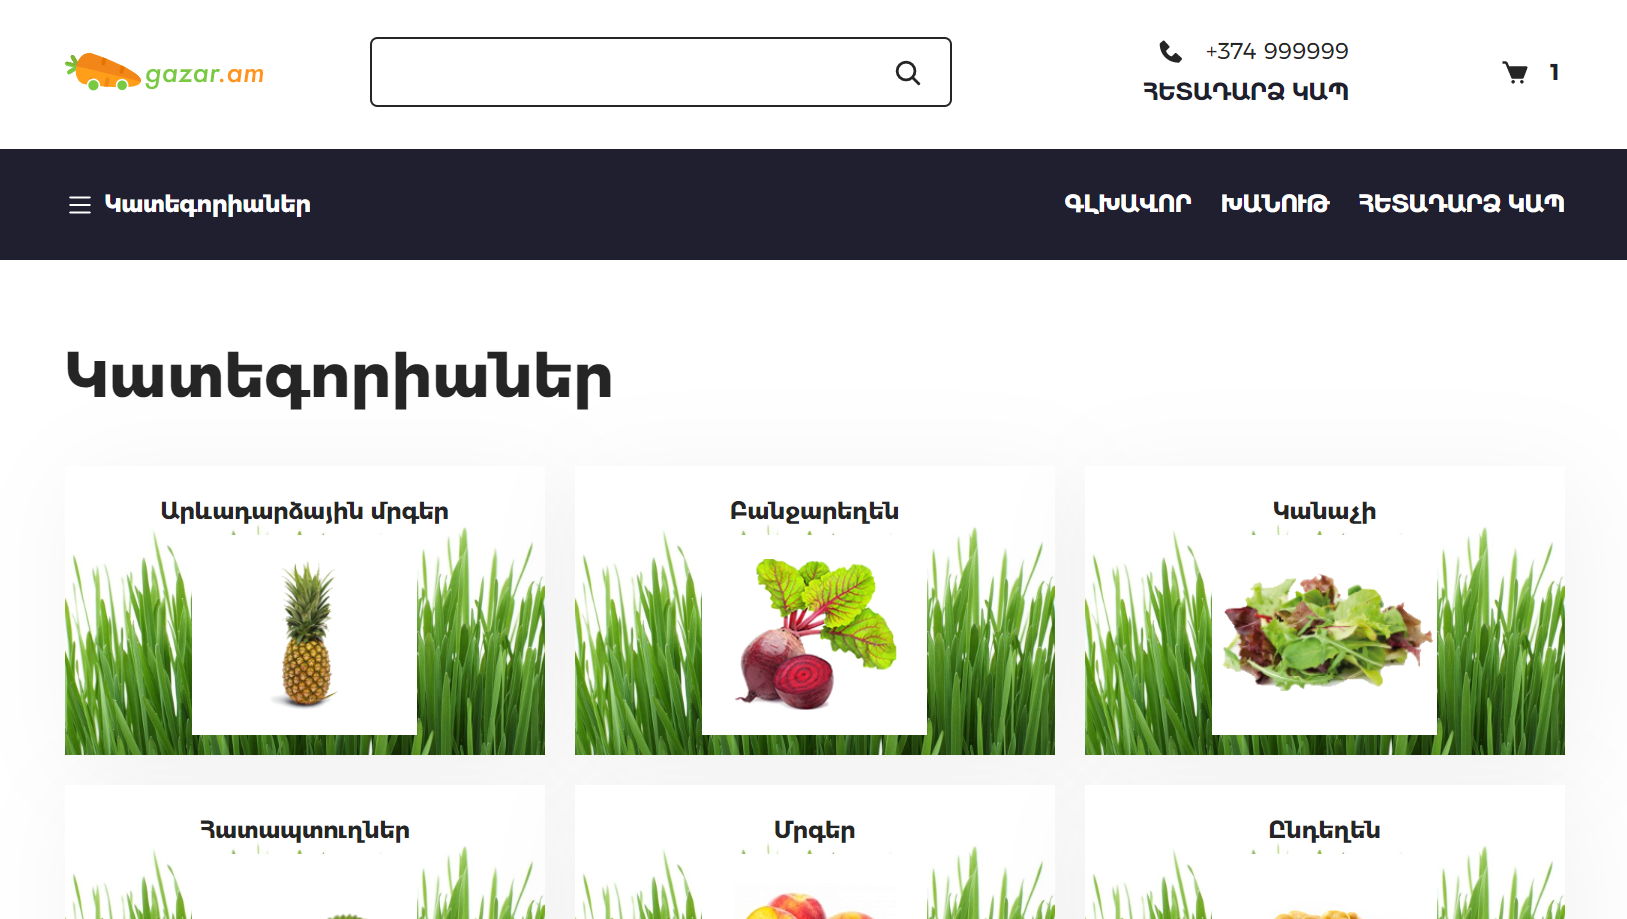 gazar.am
+374 999999
ՀԵՏԱԴԱՐՁ ԿԱՊ
1
Կատեգորիաներ
ԳԼԽԱՎՈՐ
ԽԱՆՈՒԹ
ՀԵՏԱԴԱՐՁ ԿԱՊ
Կատեգորիաներ
Արևադարձային մրգեր
Բանջարեղեն
Կանաչի
Հատապտուղներ
Մրգեր
Ընդեղեն